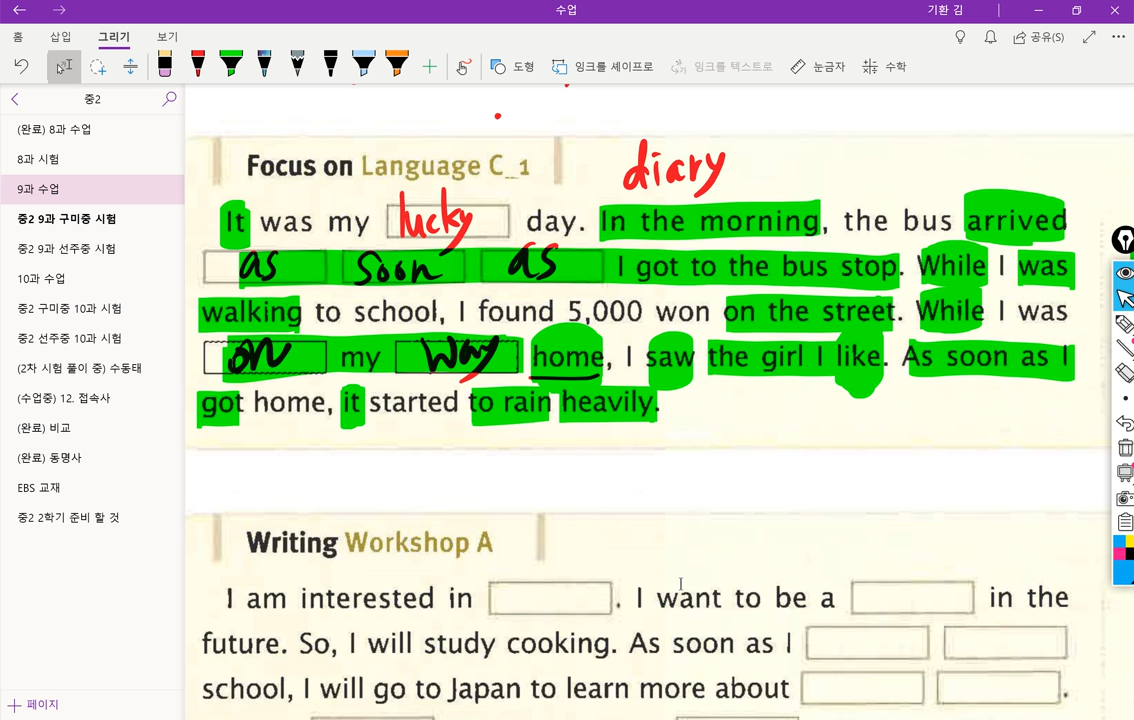 수업
기환 김
홈 삽입 그리기 보기
공유(S)
도형 잉크를 셰이프로 잉크를 텍스트로 눈금자 수학
중2
(완료) 8과 수업
8과 시험
9과 수업
중2 9과 구미중 시험
중2 9과 선주중 시험
10과 수업
중2 구미중 10과 시험
중2 선주중 10과 시험
(2차 시험 풀이 중) 수동태
(수업중) 12. 접속사
(완료) 비교
(완료) 동명사
EBS 교재
중2 2학기 준비 할 것
페이지
Focus on Language C_1 diary
It was my lucky day. In the morning, the bus arrived
as soon as I got to the bus stop. While I was
walking to school, I found 5,000 won on the street. While I was
on my way home, I saw the girl I like. As soon as I
got home, it started to rain heavily.
Writing Workshop A
I am interested in . I want to be a in the
future. So, I will study cooking. As soon as I
school, I will go to Japan to learn more about .